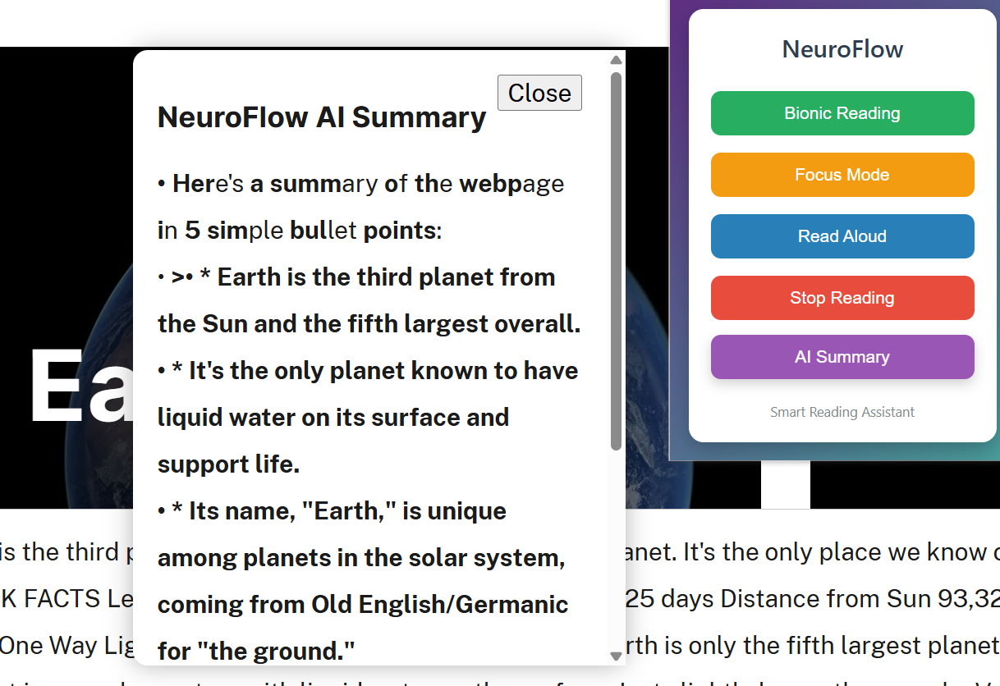 NeuroFlow
Bionic Reading
Focus Mode
Read Aloud
Stop Reading
AI Summary
Smart Reading Assistant
Close
NeuroFlow AI Summary
• Here's a summary of the webpage
in 5 simple bullet points:
• >• * Earth is the third planet from
the Sun and the fifth largest overall.
• * It's the only planet known to have
liquid water on its surface and
support life.
• * Its name, "Earth," is unique
among planets in the solar system,
coming from Old English/Germanic
for "the ground."
Ea
is the third p
anet. It's the only place we know
K FACTS Le
25 days Distance from Sun 93,32
One Way Lig
rth is only the fifth largest planet